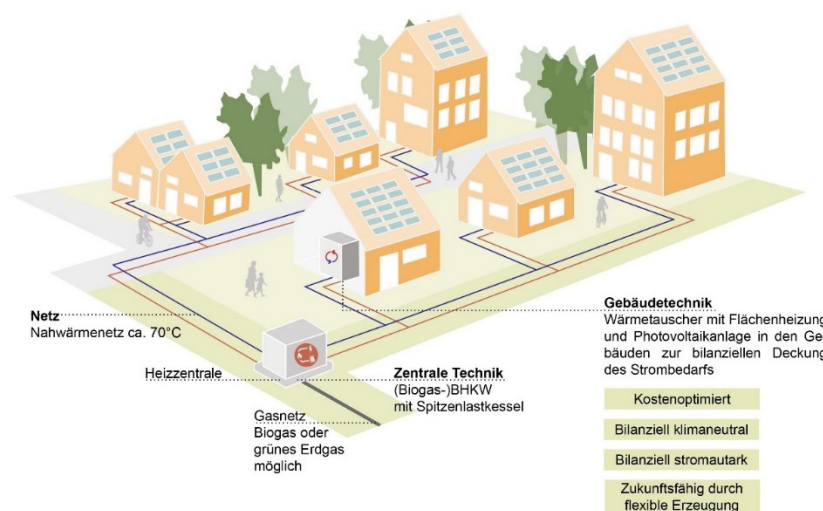 Netz
Nahwärmenetz ca. 70°C
Heizzentrale
Gasnetz
Biogas oder
grünes Erdgas
möglich
Zentrale Technik
(Biogas-)BHKW
mit Spitzenlastkessel
Gebäudetechnik
Wärmetauscher mit Flächenheizung
und Photovoltaikanlage in den Ge-
bäuden zur bilanziellen Deckung
des Strombedarfs
Kostenoptimiert
Bilanziell klimaneutral
Bilanziell stromautark
Zukunftsfähig durch
flexible Erzeugung